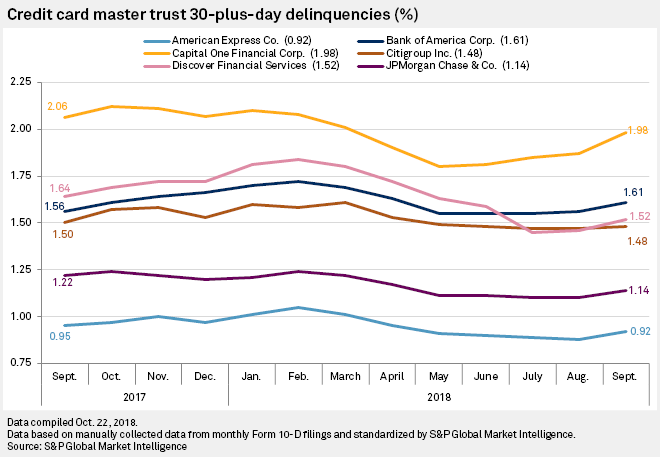 Credit card master trust 30-plus-day delinquencies (%)
American Express Co. (0.92) Bank of America Corp. (1.61)
Capital One Financial Corp. (1.98) Citigroup Inc. (1.48)
Discover Financial Services (1.52) JPMorgan Chase & Co. (1.14)
2.25
2.06
2.00
1.98
1.75
1.64
1.61
1.56
1.52
1.50
1.50
1.48
1.25
1.22
1.14
1.00
0.95
0.92
0.75
Sept. Oct. Nov. Dec. Jan. Feb. March April May June July Aug. Sept.
2017 2018
Data compiled Oct. 22, 2018.
Data based on manually collected data from monthly Form 10-D filings and standardized by S&P Global Market Intelligence.
Source: S&P Global Market Intelligence